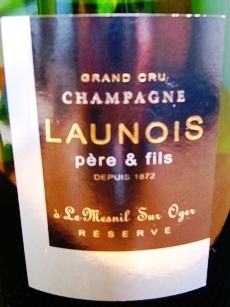 GRAND CRU
CHAMPAGNE
LAUNOIS
père & fils
DEPUIS 1872
à Le Mesnil Sur Oger
RÉSERVE